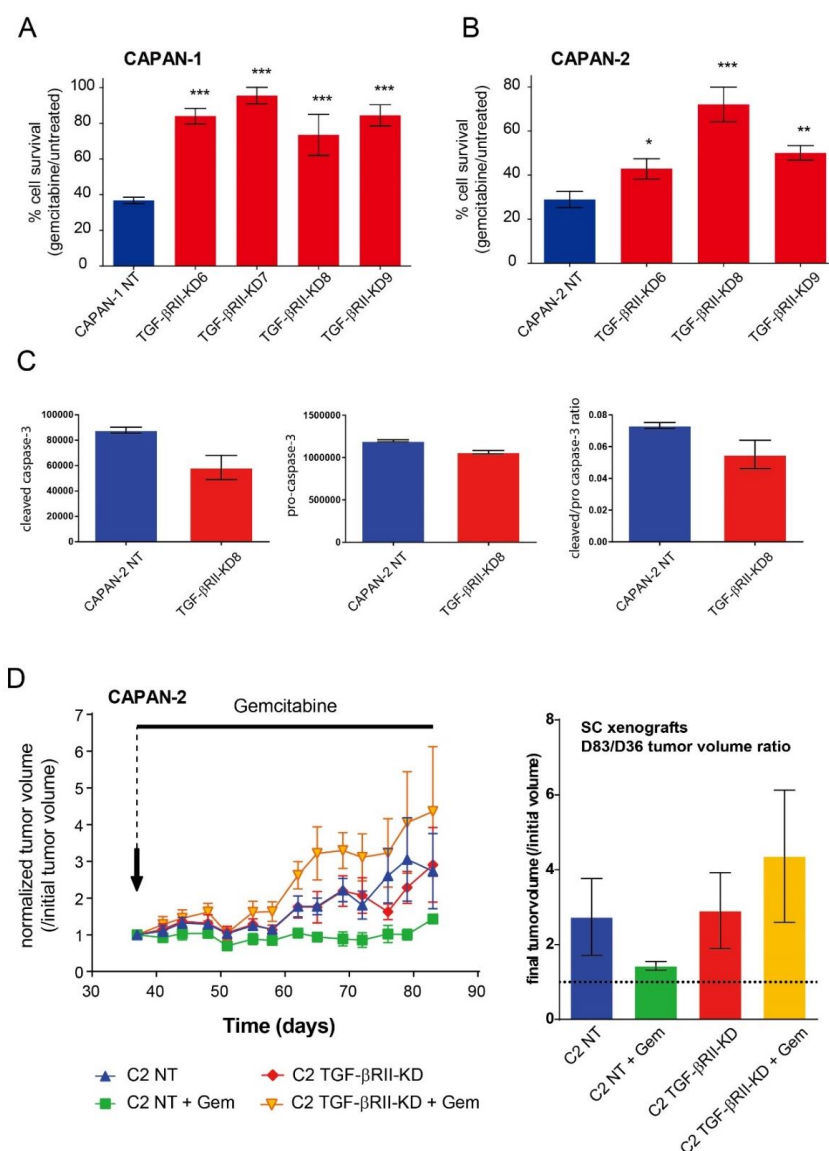 A
CAPAN-1
% cell survival
(gemcitabine/untreated)
100
80
60
40
20
0
***
***
***
***
CAPAN-1 NT
TGF-βRII-KD6
TGF-βRII-KD7
TGF-βRII-KD8
TGF-βRII-KD9
B
CAPAN-2
% cell survival
(gemcitabine/untreated)
80
60
40
20
0
*
***
**
CAPAN-2 NT
TGF-βRII-KD6
TGF-βRII-KD8
TGF-βRII-KD9
C
cleaved caspase-3
100000
80000
60000
40000
20000
0
CAPAN-2 NT
TGF-βRII-KD8
pro-caspase-3
1500000
1000000
500000
0
CAPAN-2 NT
TGF-βRII-KD8
cleaved/pro caspase-3 ratio
0.08
0.06
0.04
0.02
0.00
CAPAN-2 NT
TGF-βRII-KD8
D
CAPAN-2
Gemcitabine
normalized tumor volume
(/initial tumor volume)
7
6
5
4
3
2
1
0
30 40 50 60 70 80 90
Time (days)
C2 NT
C2 TGF-βRII-KD
C2 NT + Gem
C2 TGF-βRII-KD + Gem
SC xenografts
D83/D36 tumor volume ratio
final tumorvolume (/initial volume)
8
6
4
2
0
C2 NT
C2 NT + Gem
C2 TGF-βRII-KD
C2 TGF-βRII-KD + Gem